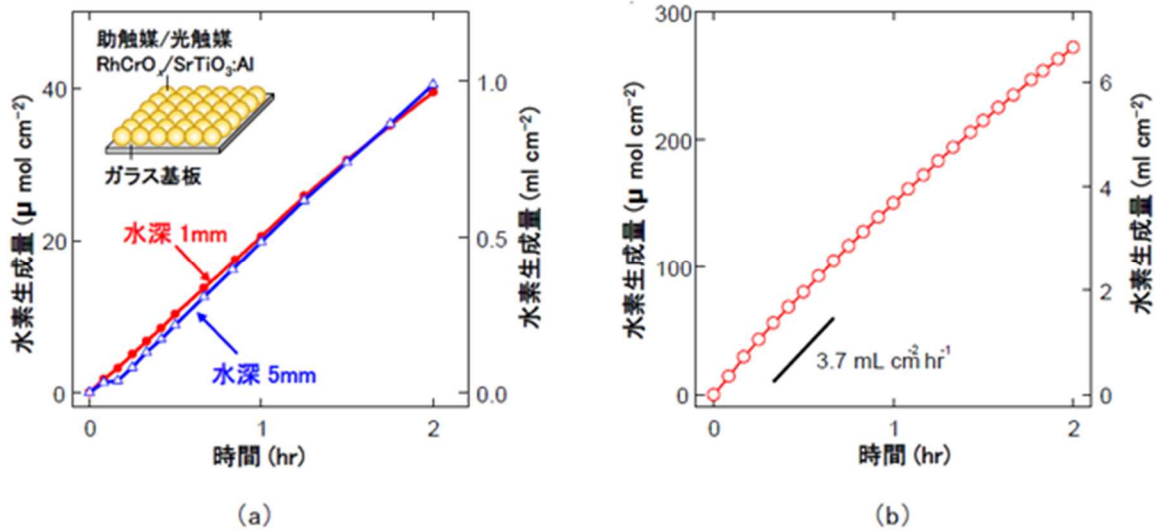 助触媒/光触媒
RhCrOx/SrTiO3:Al
ガラス基板
水深 1mm
水深 5mm
40
20
0
1.0
0.5
0.0
0 1 2
水素生成量 (μ mol cm−2)
水素生成量 (ml cm−2)
時間 (hr)
(a)
300
200
100
0
6
4
2
0
0 1 2
3.7 mL cm-2 hr-1
水素生成量 (μ mol cm−2)
水素生成量 (ml cm−2)
時間 (hr)
(b)